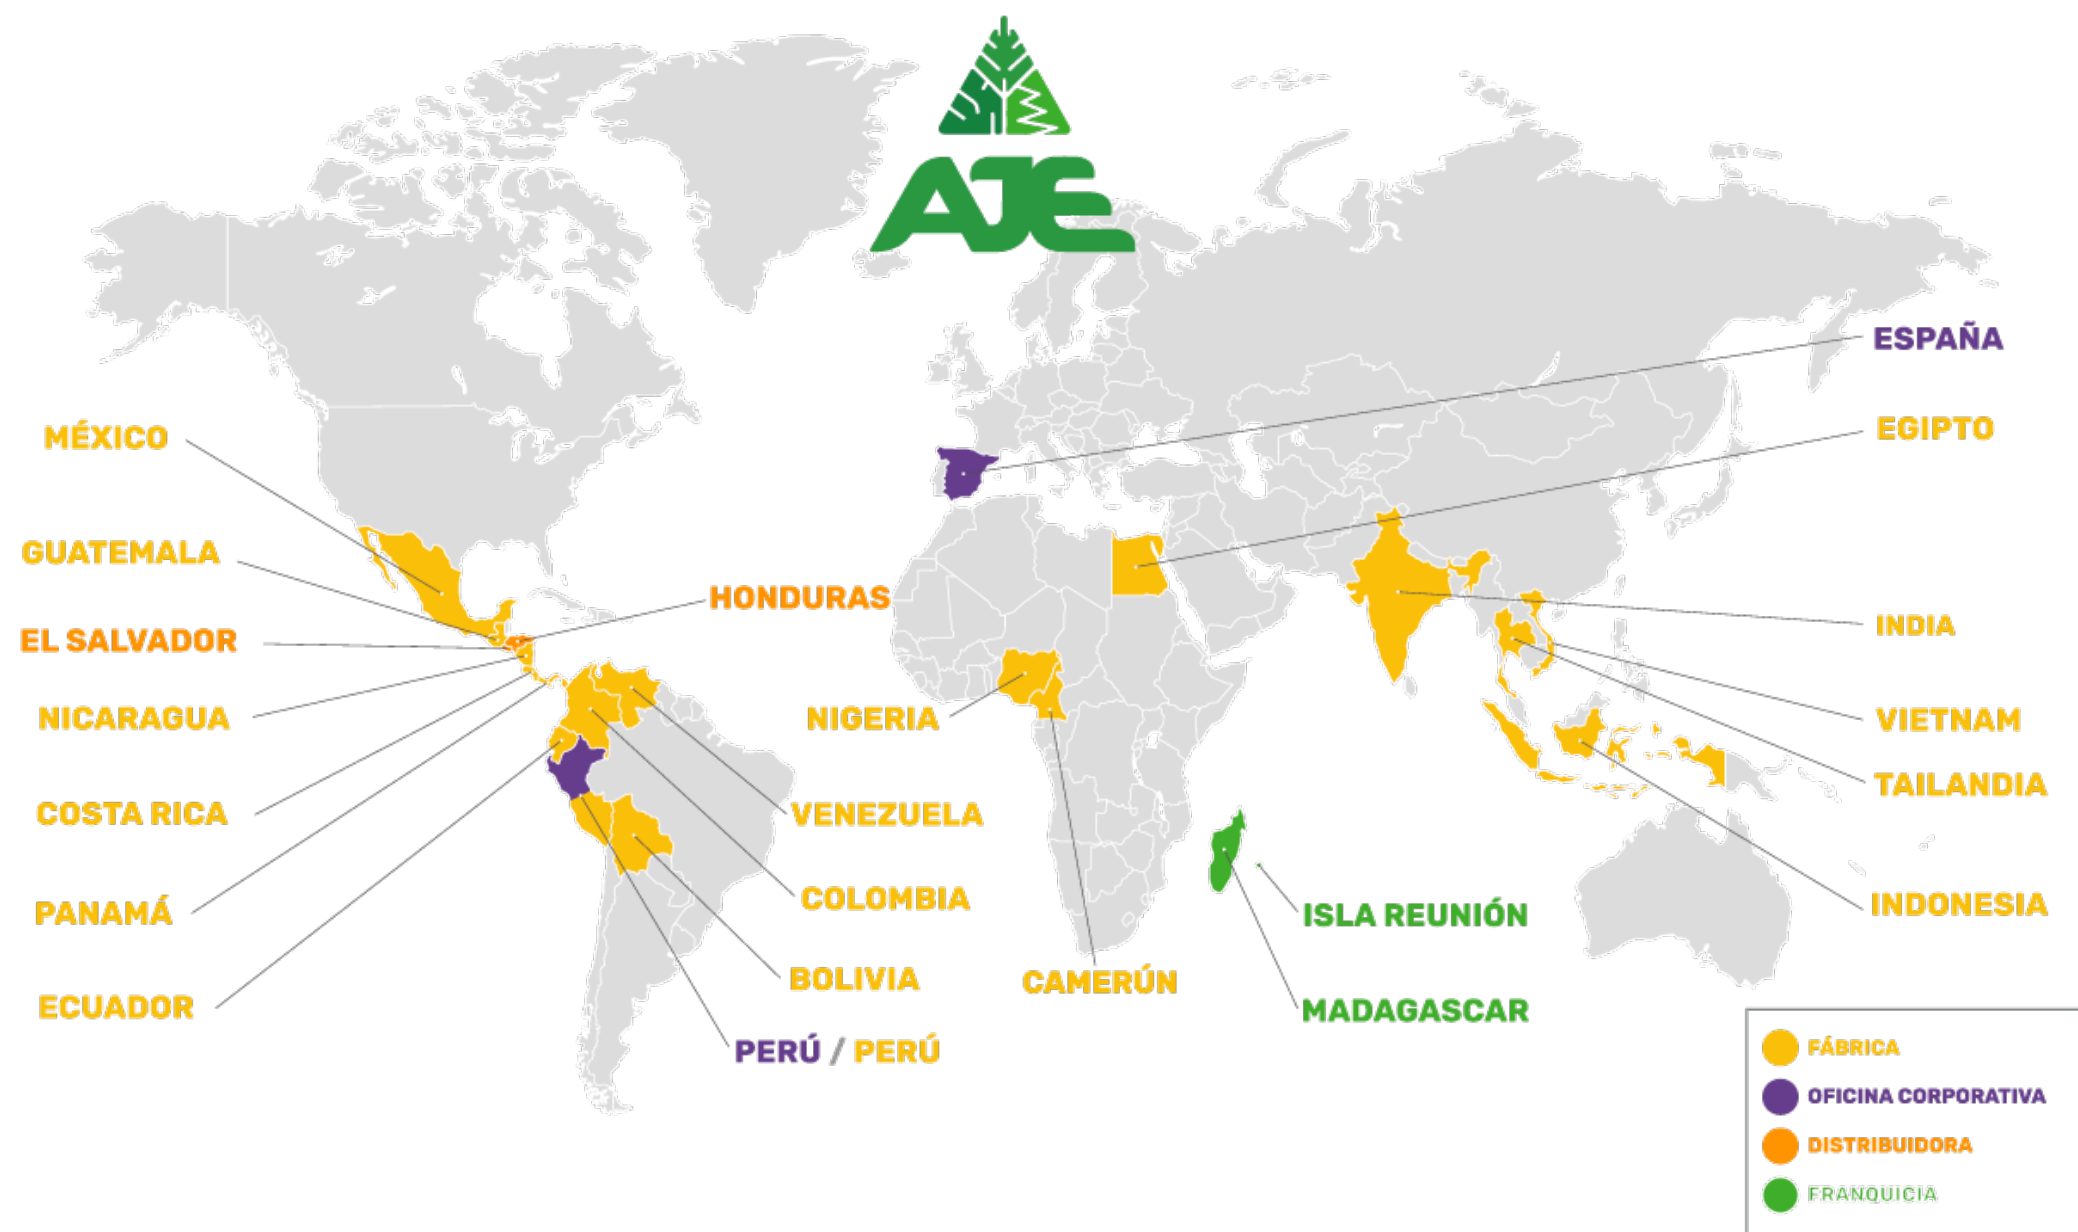 AJE
ESPAÑA
EGIPTO
MÉXICO
GUATEMALA
HONDURAS
EL SALVADOR
INDIA
NICARAGUA
NIGERIA
VIETNAM
TAILANDIA
COSTA RICA
VENEZUELA
COLOMBIA
PANAMÁ
ISLA REUNIÓN
INDONESIA
BOLIVIA
CAMERÚN
ECUADOR
MADAGASCAR
PERÚ / PERÚ
FÁBRICA
OFICINA CORPORATIVA
DISTRIBUIDORA
FRANQUICIA